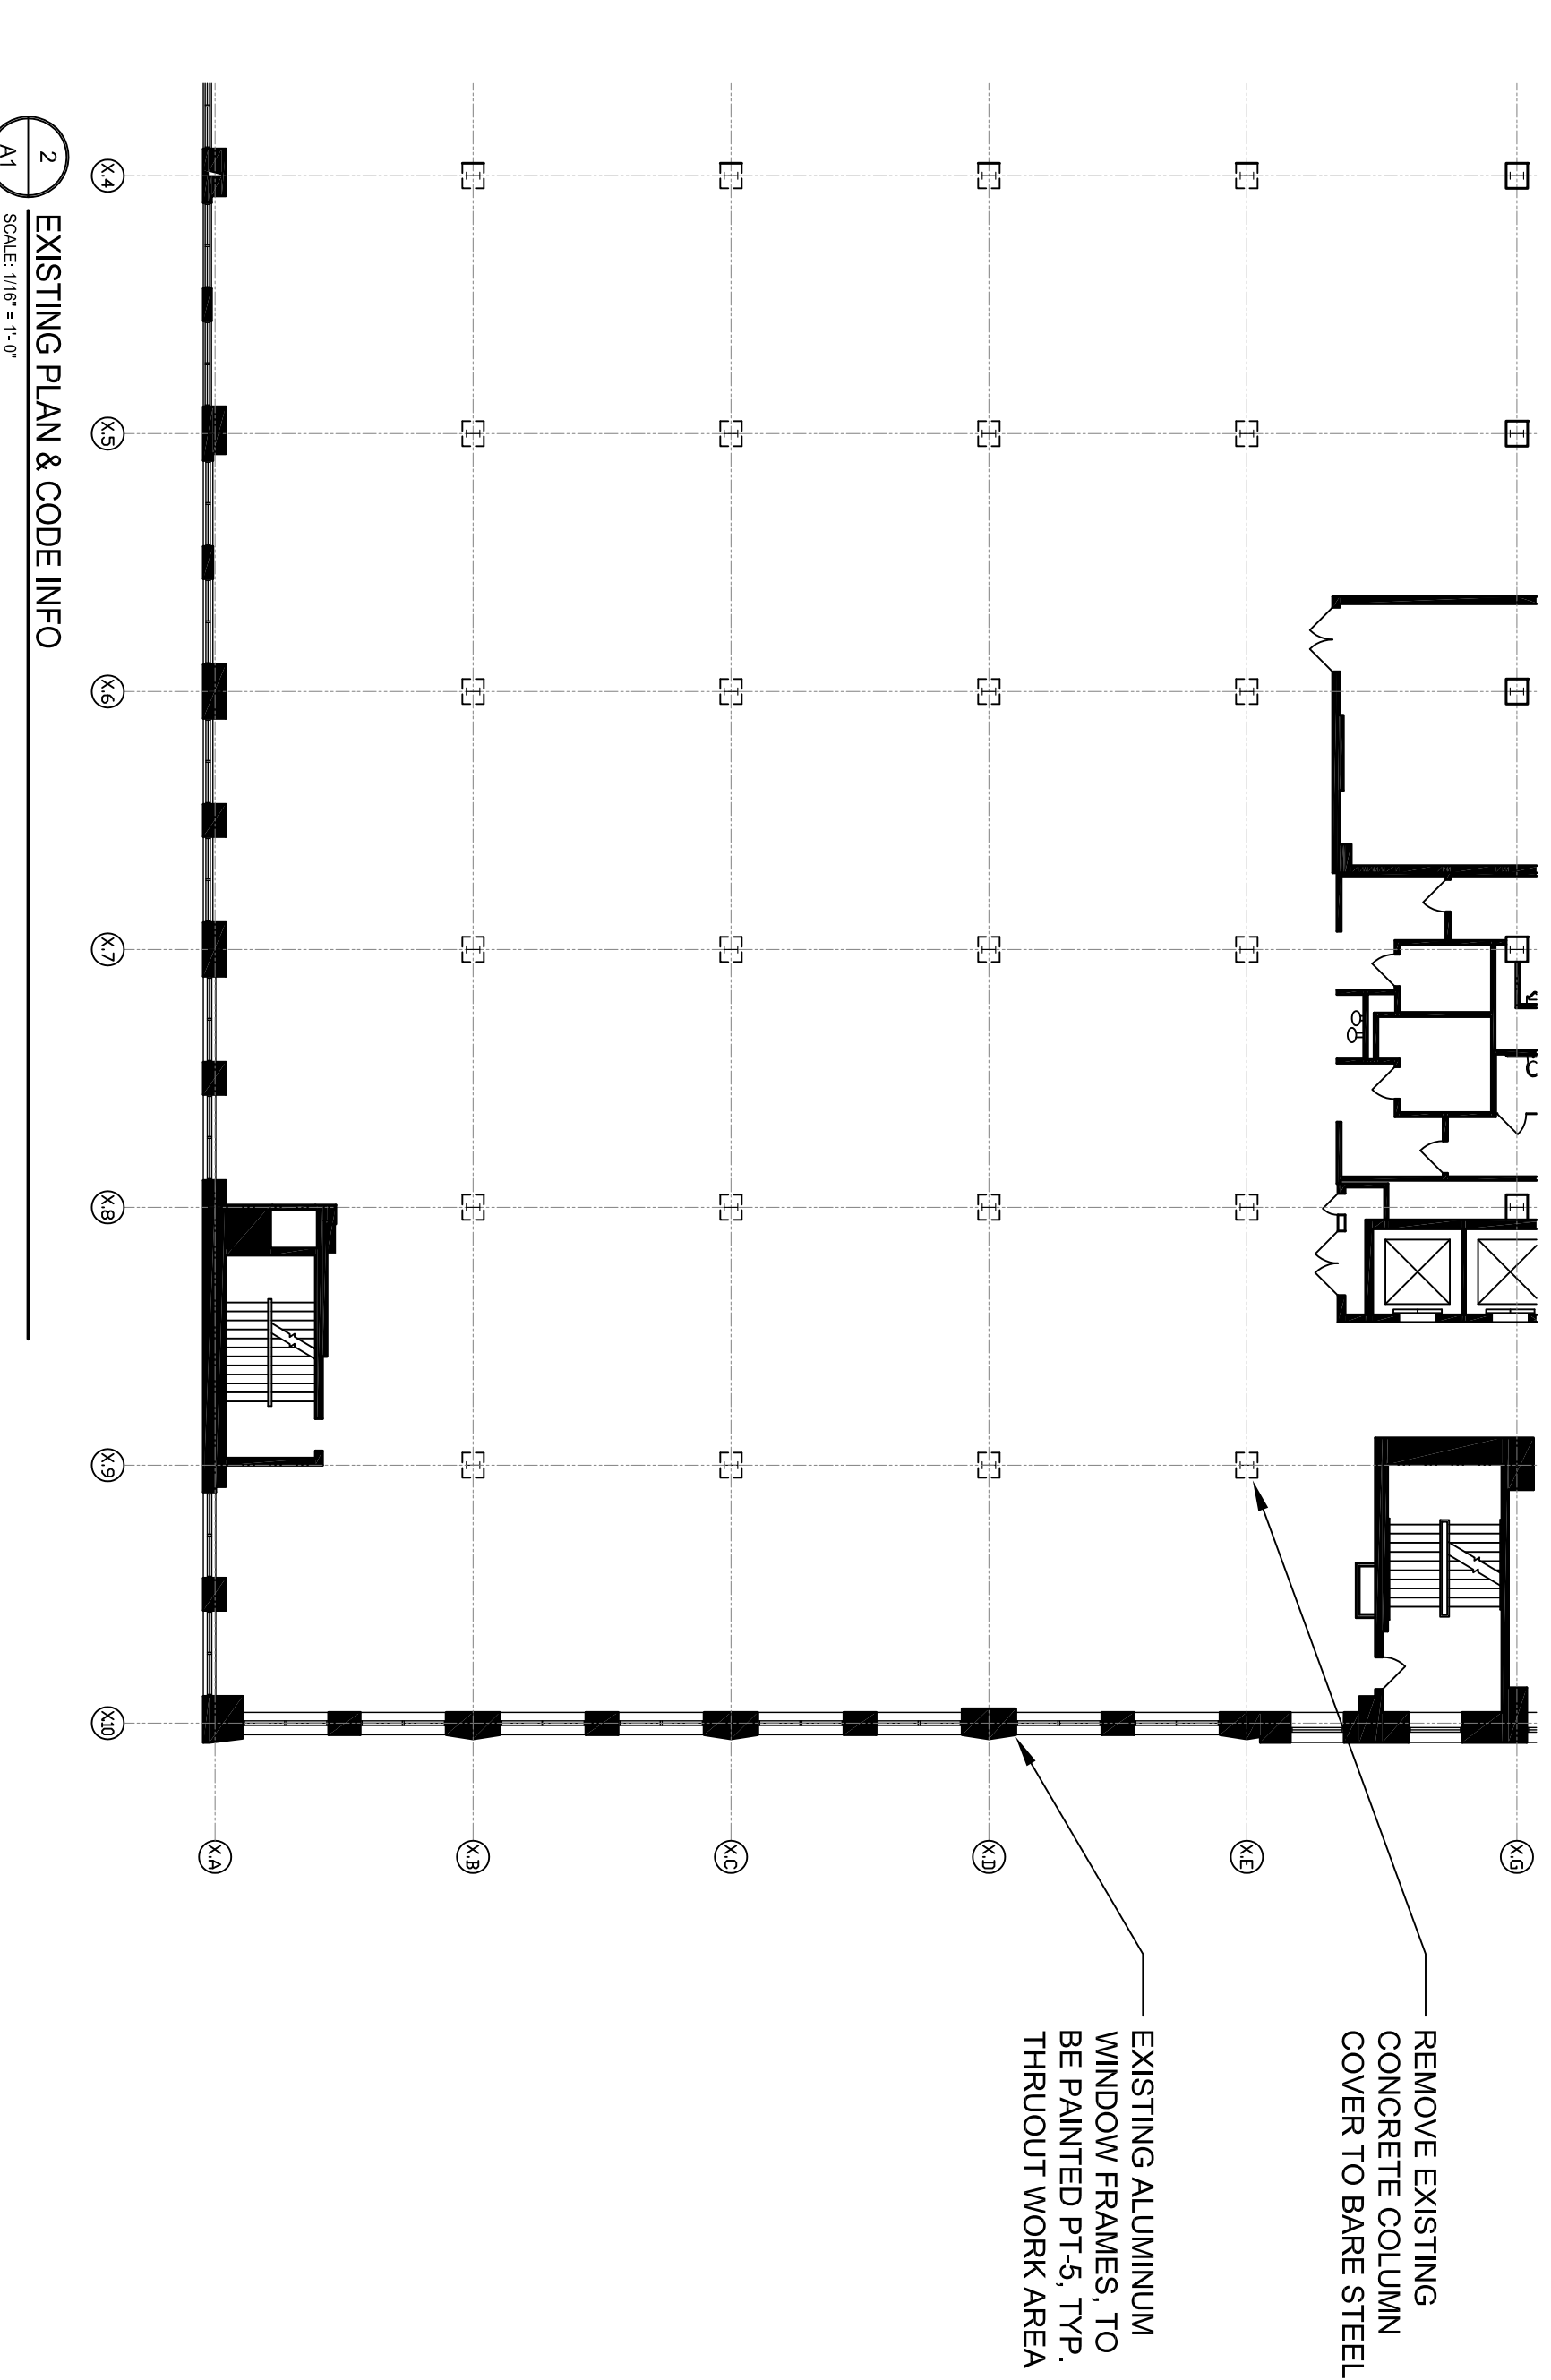 REMOVE EXISTING
CONCRETE COLUMN
COVER TO BARE STEEL
EXISTING ALUMINUM
WINDOW FRAMES, TO
BE PAINTED PT-5, TYP.
THRUOUT WORK AREA
X.G
X.E
X.D
X.C
X.B
X.A
X.4
X.5
X.6
X.7
X.8
X.9
X10
2
A1
EXISTING PLAN & CODE INFO
SCALE: 1/16" = 1'-0"